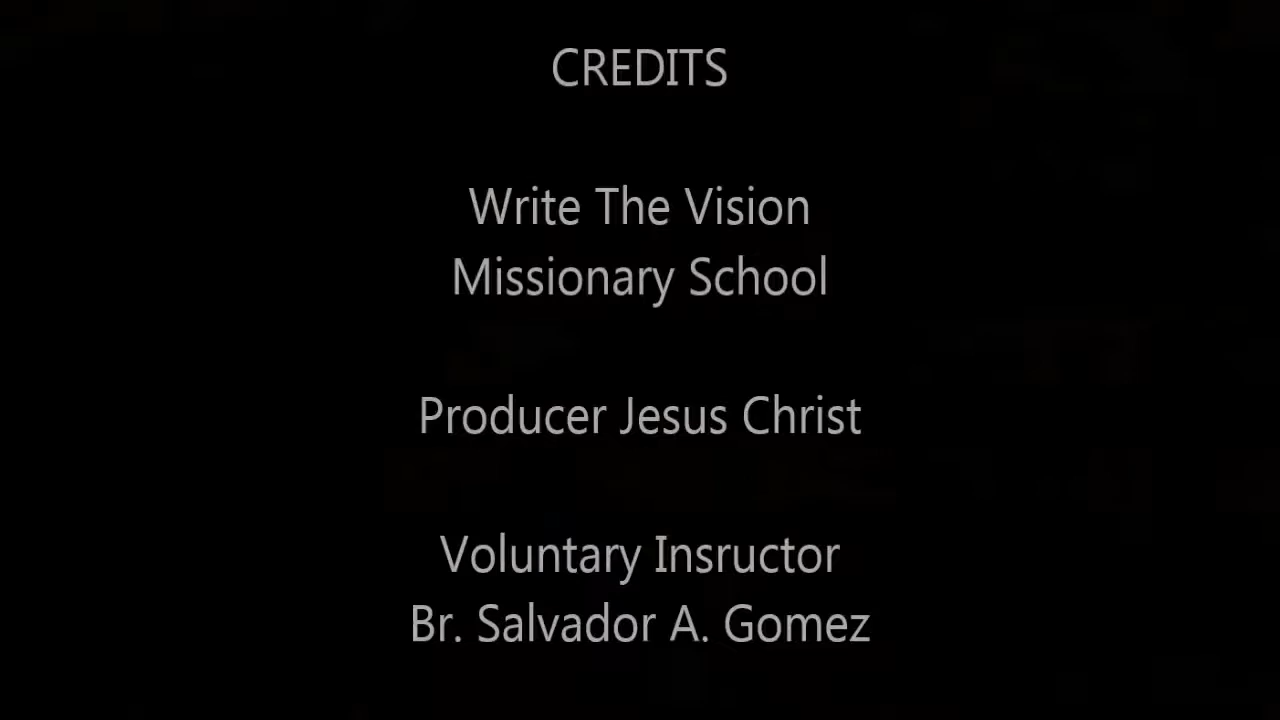 CREDITS
Write The Vision
Missionary School
Producer Jesus Christ
Voluntary Insructor
Br. Salvador A. Gomez